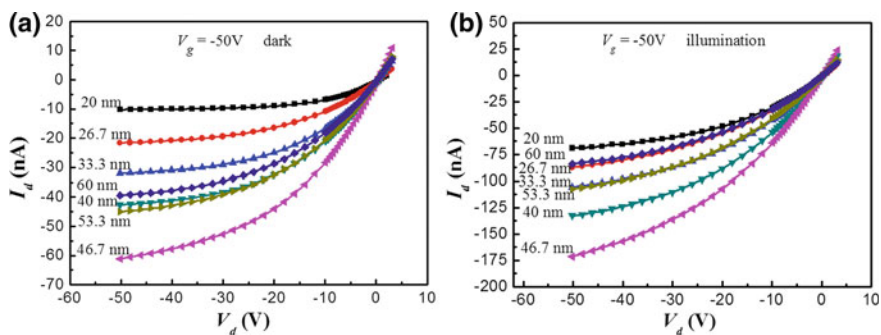 (a)
V_g = -50V dark
20
10
0
-10
-20
-30
-40
-50
-60
-70
I_d (nA)
20 nm
26.7 nm
33.3 nm
60 nm
40 nm
53.3 nm
46.7 nm
-60 -50 -40 -30 -20 -10 0 10
V_d (V)
(b)
V_g = -50V illumination
50
25
0
-25
-50
-75
-100
-125
-150
-175
-200
I_d (nA)
20 nm
60 nm
26.7 nm
33.3 nm
53.3 nm
40 nm
46.7 nm
-60 -50 -40 -30 -20 -10 0 10
V_d (V)